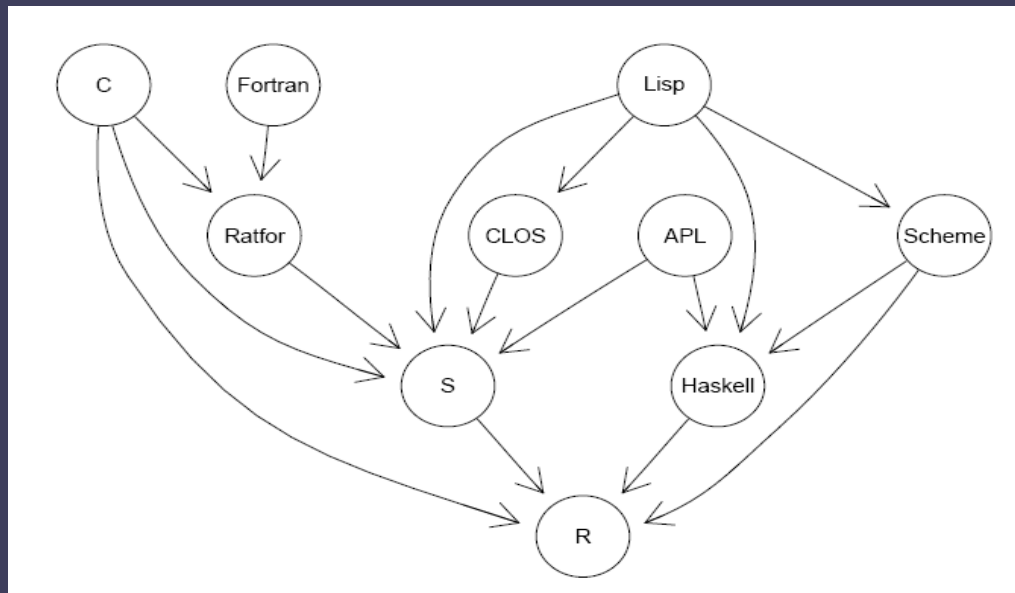 C
Fortran
Lisp
Ratfor
CLOS
APL
Scheme
S
Haskell
R